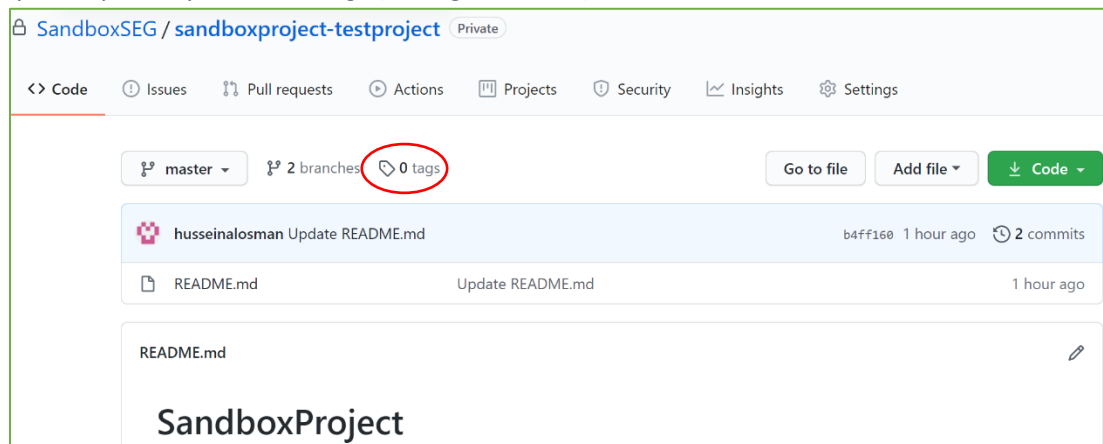 SandboxSEG / sandboxproject-testproject Private
<> Code Issues Pull requests Actions Projects Security Insights Settings
master 2 branches 0 tags Go to file Add file Code
husseinalosman Update README.md b4ff160 1 hour ago 2 commits
README.md Update README.md 1 hour ago
README.md
SandboxProject